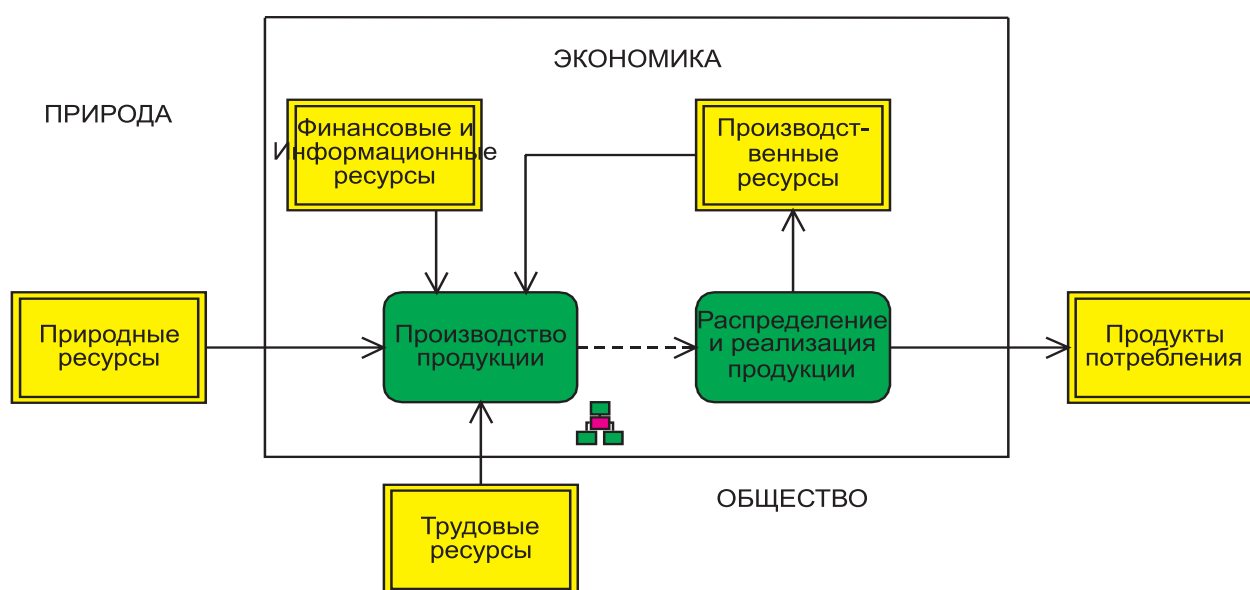 ЭКОНОМИКА
ПРИРОДА
Финансовые и
Информационные
ресурсы
Производст-
венные
ресурсы
Природные
ресурсы
Производство
продукции
Распределение
и реализация
продукции
Продукты
потребления
ОБЩЕСТВО
Трудовые
ресурсы